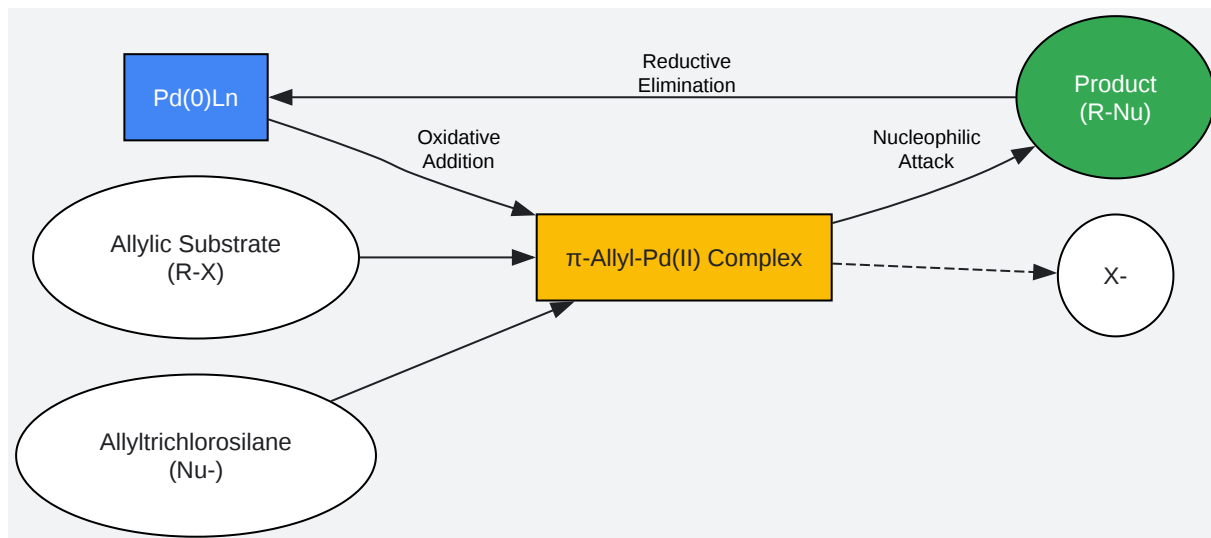 Reductive
Elimination
Pd(0)Ln
Product
(R-Nu)
Oxidative
Addition
Nucleophilic
Attack
Allylic Substrate
(R-X)
π-Allyl-Pd(II) Complex
X-
Allyltrichlorosilane
(Nu-)